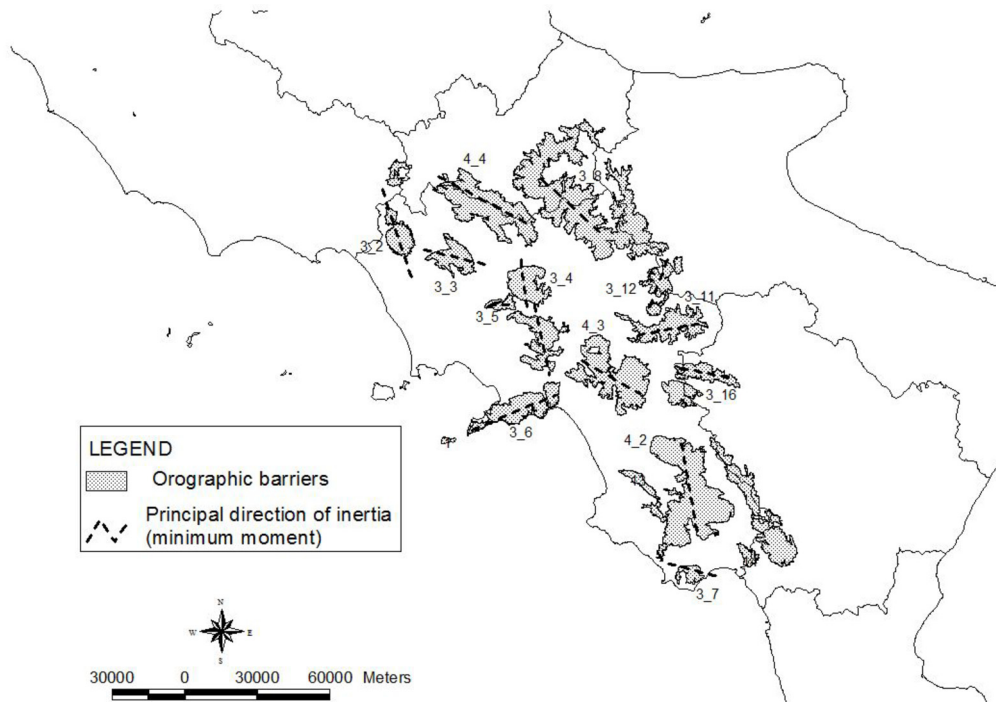 4_4
3_8
3_2
3_3
3_4
3_12
3_11
3_5
4_3
3_16
3_6
4_2
LEGEND
Orographic barriers
Principal direction of inertia
(minimum moment)
3_7
N
W E
S
30000 0 30000 60000 Meters